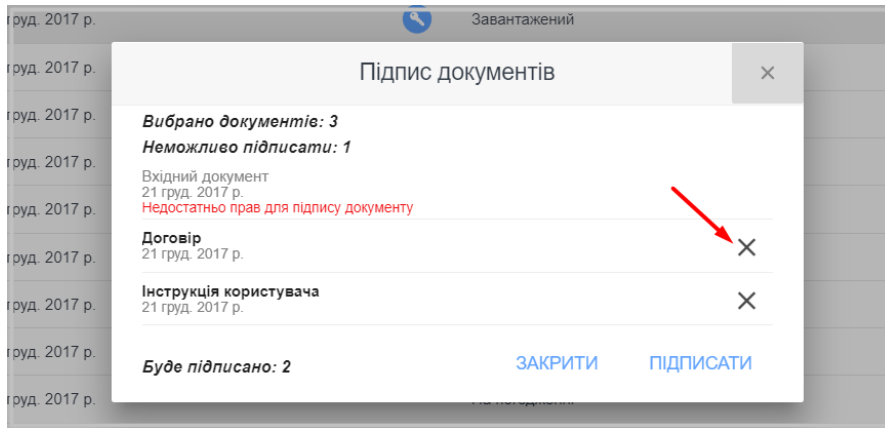 груд. 2017 р. Завантажений
груд. 2017 р.
Підпис документів
груд. 2017 р.
Вибрано документів: 3
Неможливо підписати: 1
груд. 2017 р.
Вхідний документ
21 груд. 2017 р.
груд. 2017 р.
Недостатньо прав для підпису документу
Договір
груд. 2017 р.
21 груд. 2017 р.
Інструкція користувача
груд. 2017 р.
21 груд. 2017 р.
груд. 2017 р.
Буде підписано: 2
ЗАКРИТИ
ПІДПИСАТИ
груд. 2017 р.